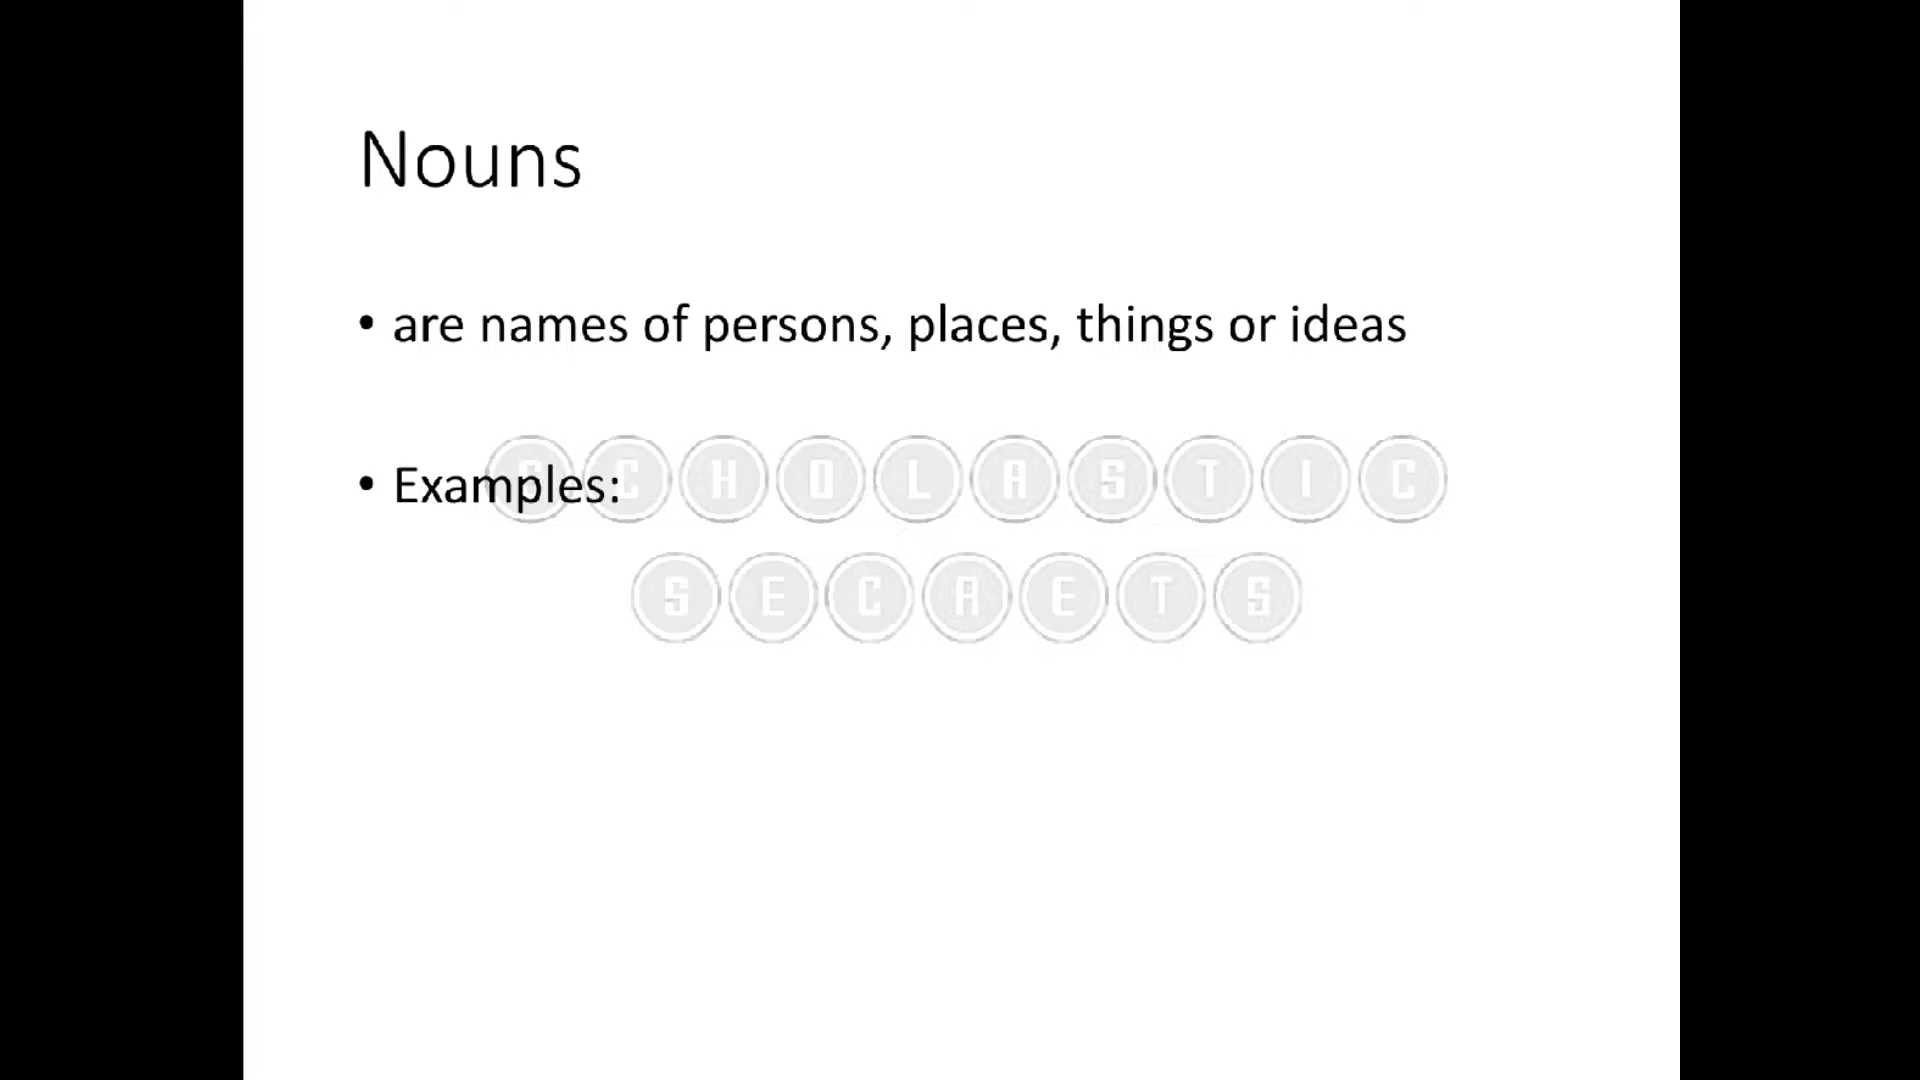 Nouns
• are names of persons, places, things or ideas
• Examples:
SCHOLASTIC
SECRETS